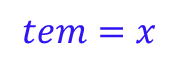 tem = x